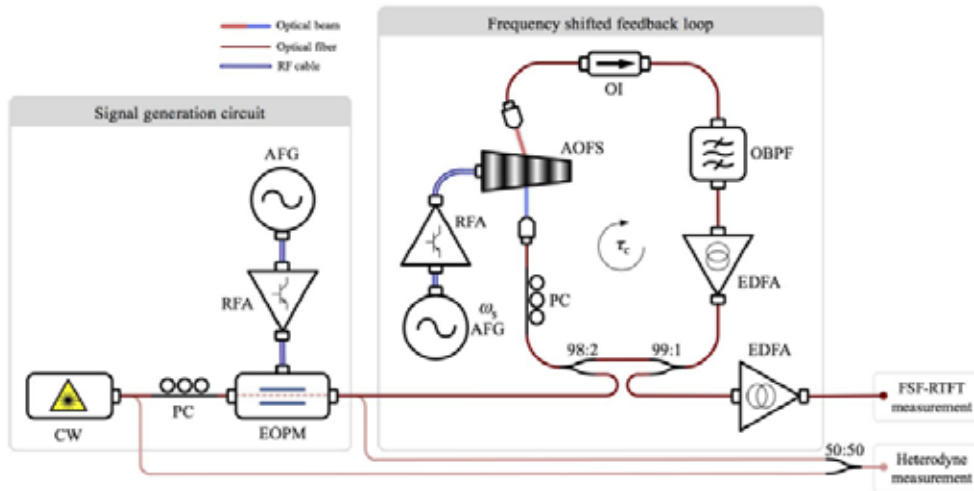 Frequency shifted feedback loop
Optical beam
Optical fiber
RF cable
OI
Signal generation circuit
AFG
AOFS
OBPF
RFA
τc
EDFA
RFA
PC
ωs
AFG
98:2
99:1
EDFA
CW
PC
EOPM
FSF-RTFT
measurement
50:50
Heterodyne
measurement